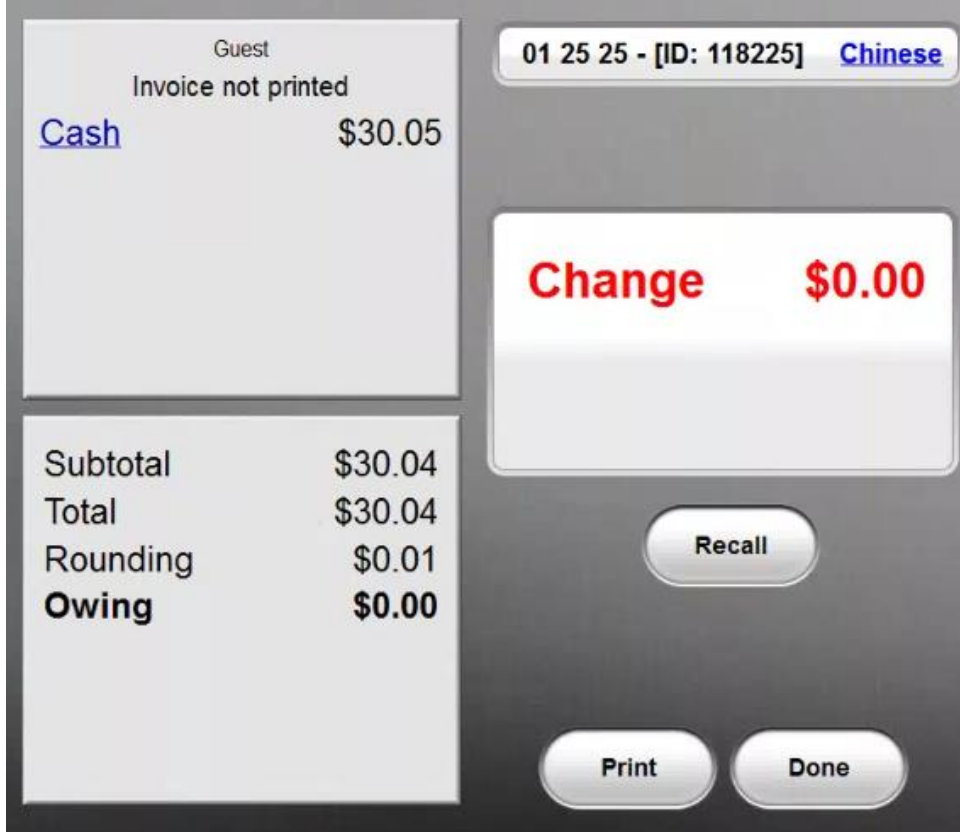 Guest
Invoice not printed
Cash $30.05
Subtotal $30.04
Total $30.04
Rounding $0.01
Owing $0.00
01 25 25 - [ID: 118225] Chinese
Change $0.00
Recall
Print Done